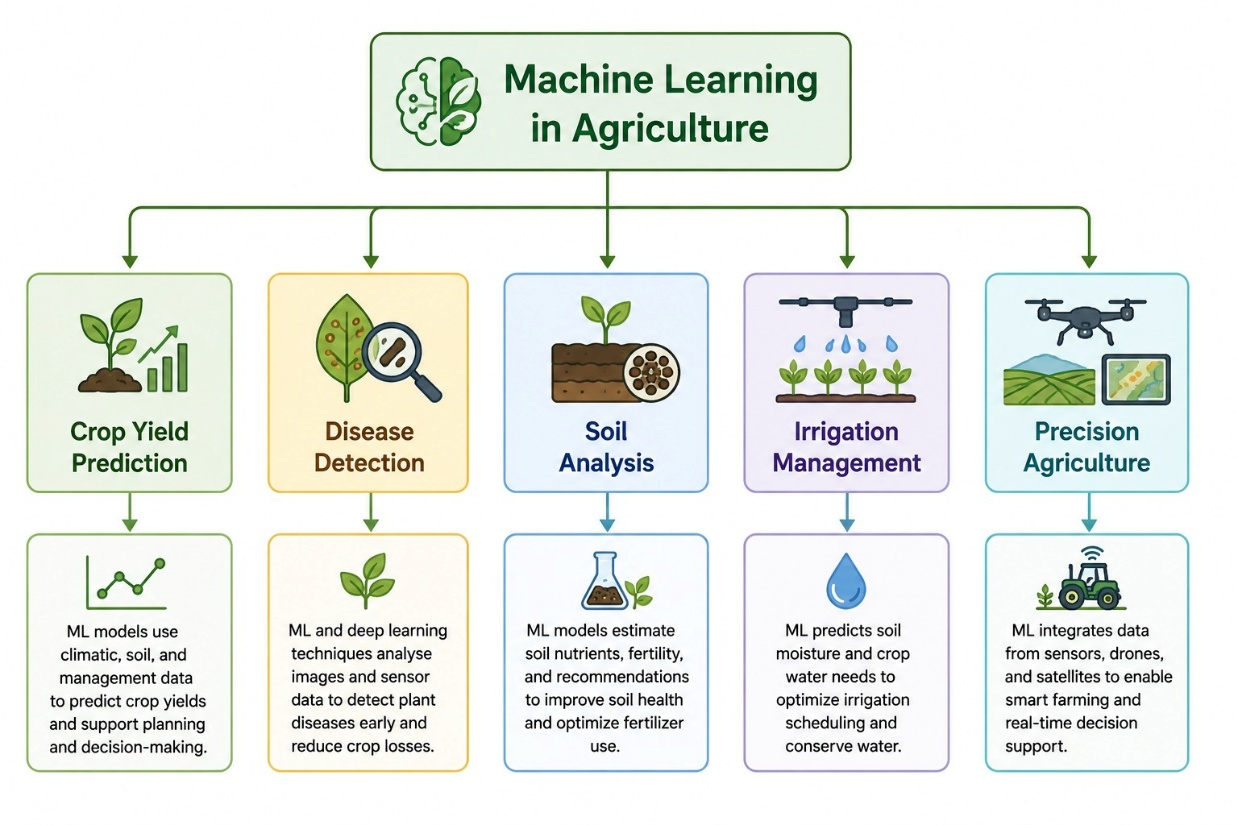 Machine Learning
in Agriculture
Crop Yield
Prediction
Disease
Detection
Soil
Analysis
Irrigation
Management
Precision
Agriculture
ML models use
climatic, soil, and
management data
to predict crop yields
and support planning
and decision-making.
ML and deep learning
techniques analyse
images and sensor
data to detect plant
diseases early and
reduce crop losses.
ML models estimate
soil nutrients, fertility,
and recommendations
to improve soil health
and optimize fertilizer
use.
ML predicts soil
moisture and crop
water needs to
optimize irrigation
scheduling and
conserve water.
ML integrates data
from sensors, drones,
and satellites to enable
smart farming and
real-time decision
support.